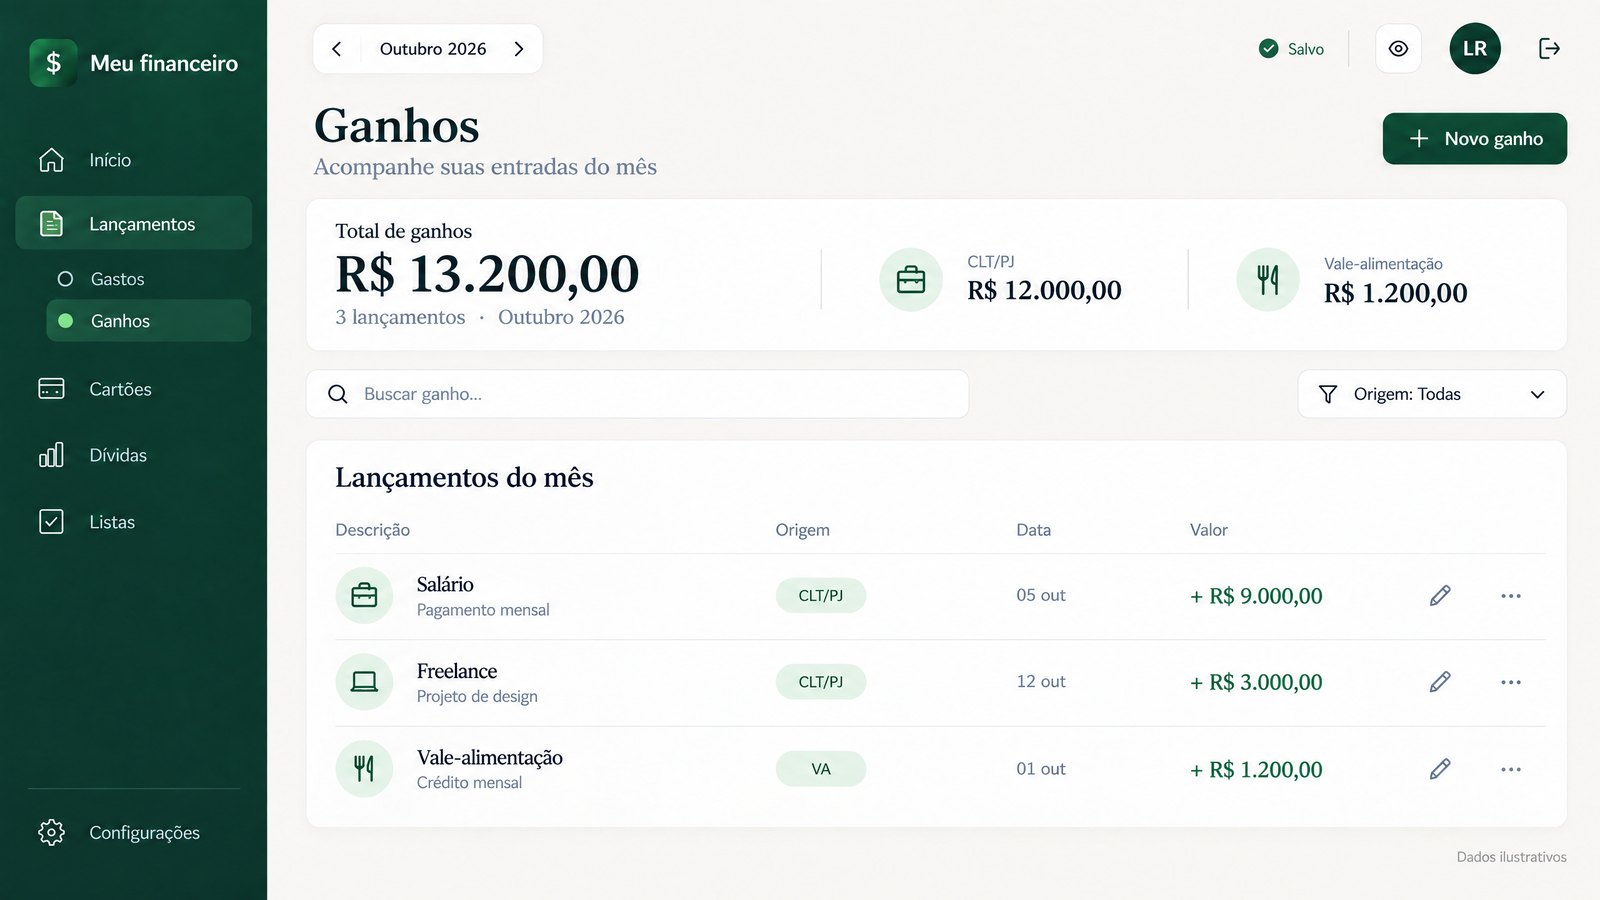 $ Meu financeiro
Início
Lançamentos
Gastos
Ganhos
Cartões
Dívidas
Listas
Configurações
Outubro 2026
Salvo
LR
Ganhos
Acompanhe suas entradas do mês
+ Novo ganho
Total de ganhos
R$ 13.200,00
3 lançamentos · Outubro 2026
CLT/PJ
R$ 12.000,00
Vale-alimentação
R$ 1.200,00
Buscar ganho...
Origem: Todas
Lançamentos do mês
Descrição Origem Data Valor
Salário
Pagamento mensal
CLT/PJ
05 out
+ R$ 9.000,00
Freelance
Projeto de design
CLT/PJ
12 out
+ R$ 3.000,00
Vale-alimentação
Crédito mensal
VA
01 out
+ R$ 1.200,00
Dados ilustrativos